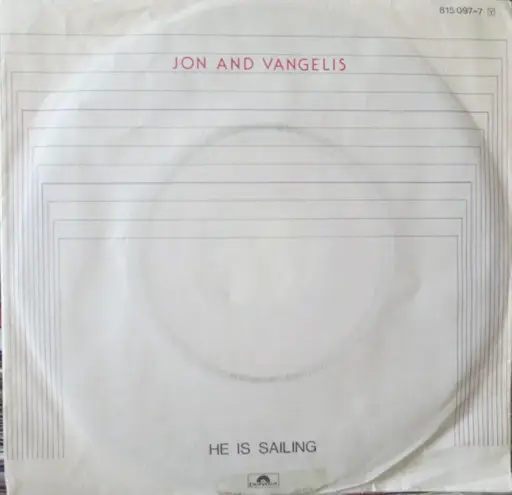 815 097-7
JON AND VANGELIS
HE IS SAILING